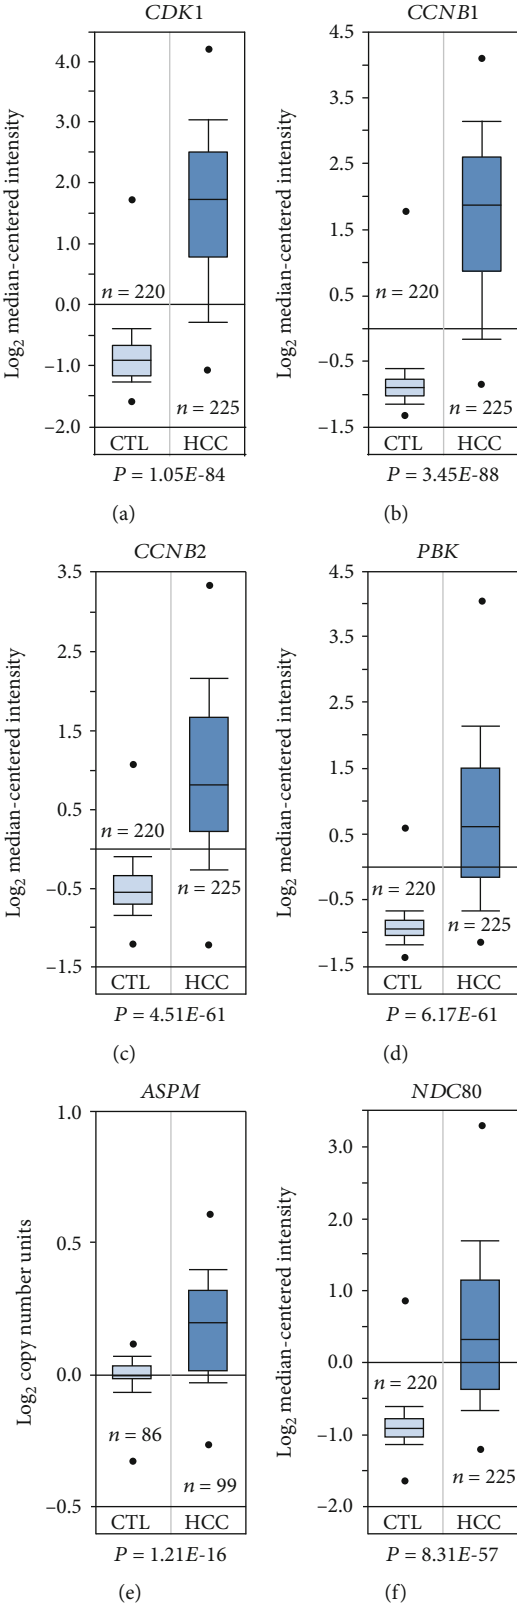 CDK1
Log2 median-centered intensity
4.0
3.0
2.0
1.0
0.0
−1.0
−2.0
n = 220
n = 225
CTL HCC
P = 1.05E-84
(a)
CCNB1
Log2 median-centered intensity
4.5
3.5
2.5
1.5
0.5
−0.5
−1.5
n = 220
n = 225
CTL HCC
P = 3.45E-88
(b)
CCNB2
Log2 median-centered intensity
3.5
2.5
1.5
0.5
−0.5
−1.5
n = 220
n = 225
CTL HCC
P = 4.51E-61
(c)
PBK
Log2 median-centered intensity
4.5
3.5
2.5
1.5
0.5
−0.5
−1.5
n = 220
n = 225
CTL HCC
P = 6.17E-61
(d)
ASPM
Log2 copy number units
1.0
0.5
0.0
−0.5
n = 86
n = 99
CTL HCC
P = 1.21E-16
(e)
NDC80
Log2 median-centered intensity
3.0
2.0
1.0
0.0
−1.0
−2.0
n = 220
n = 225
CTL HCC
P = 8.31E-57
(f)